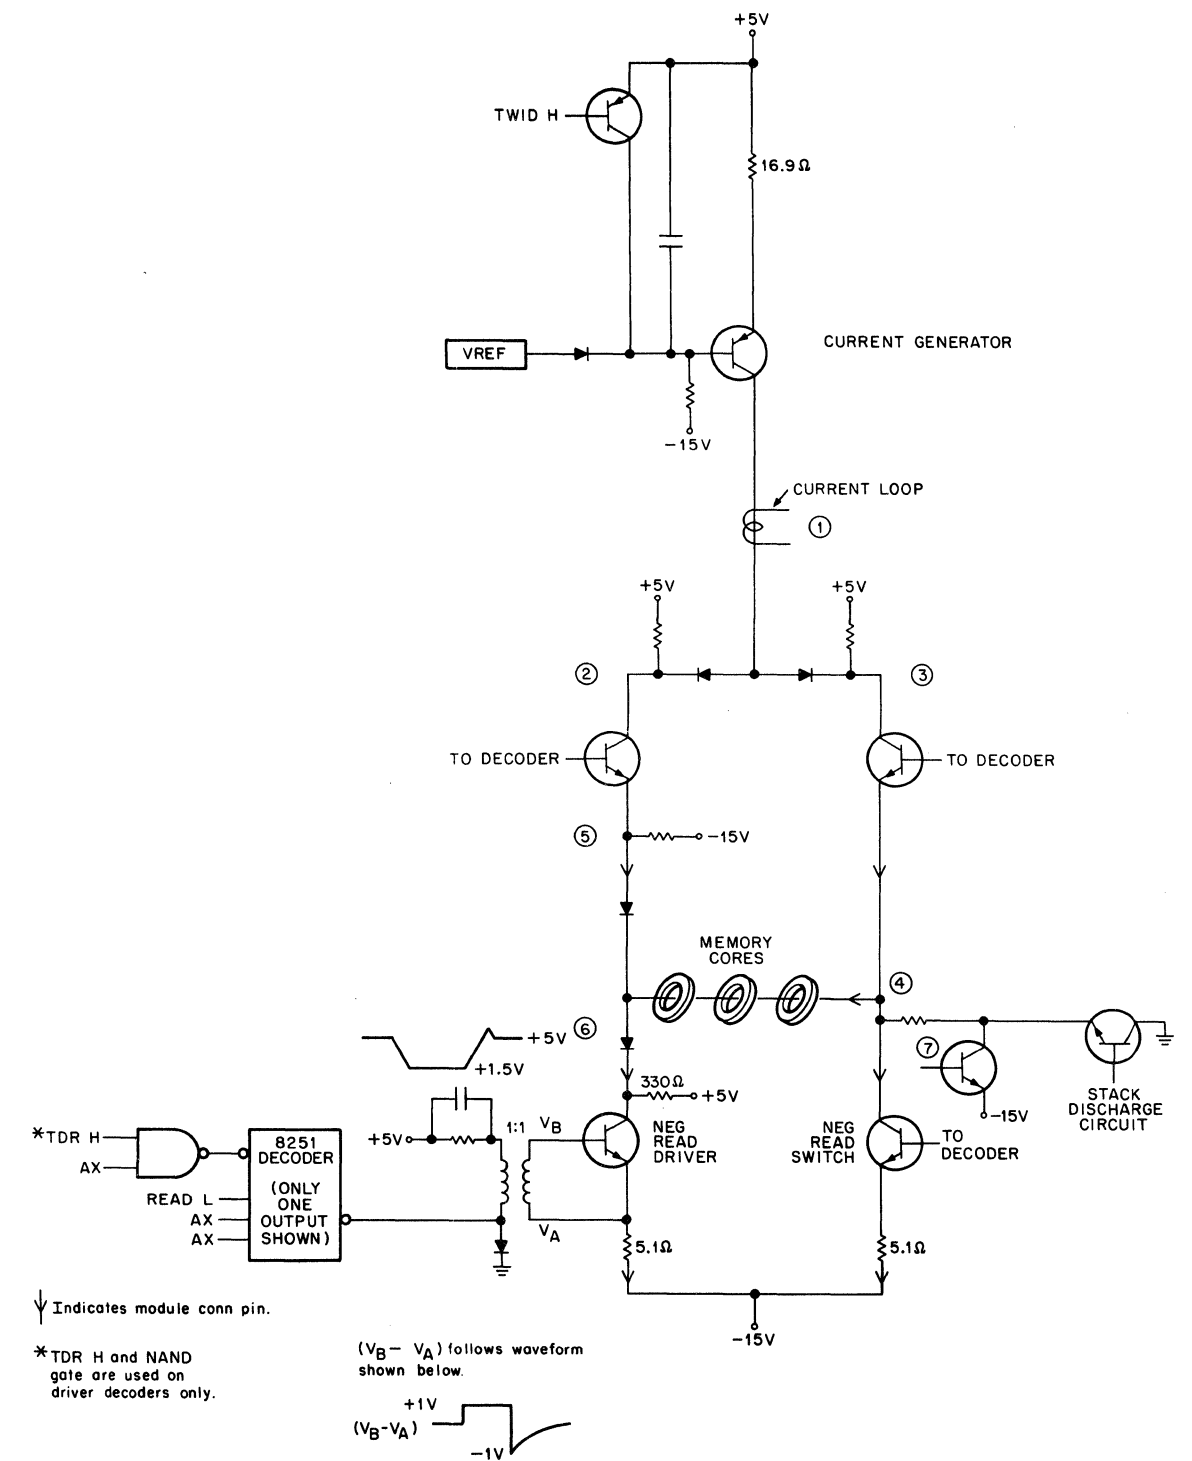 +5V
TWID H
16.9Ω
VREF
CURRENT GENERATOR
-15V
CURRENT LOOP
1
+5V
+5V
2
3
TO DECODER
TO DECODER
5
-15V
MEMORY
CORES
4
6
+5V
+1.5V
7
330Ω
+5V
-15V
STACK
DISCHARGE
CIRCUIT
*TDR H
AX
8251
DECODER
(ONLY
ONE
OUTPUT
SHOWN)
READ L
AX
AX
+5V
1:1
VB
VA
NEG
READ
DRIVER
NEG
READ
SWITCH
TO
DECODER
5.1Ω
5.1Ω
-15V
Indicates module conn pin.
*TDR H and NAND
gate are used on
driver decoders only.
(VB- VA) follows waveform
shown below.
+1V
(VB-VA)
-1V